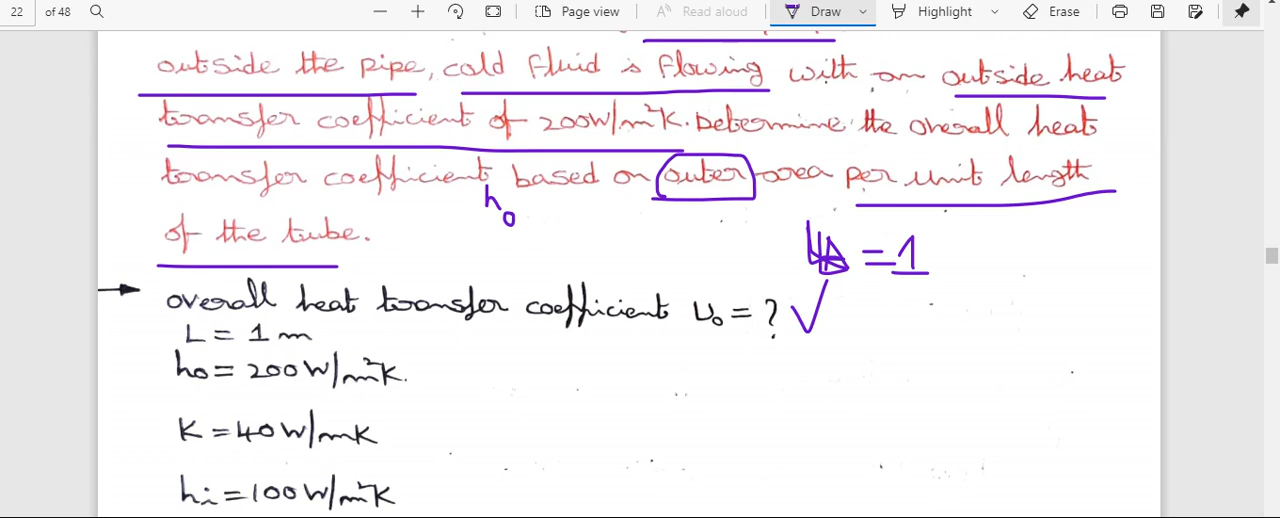 22 of 48 Page view Read aloud Draw Highlight Erase
outside the pipe, cold fluid is flowing with an outside heat
transfer coefficient of 200W/m²K. Determine the overall heat
transfer coefficient based on outer area per unit length
h₀
of the tube.
= 1
overall heat transfer coefficient U₀ = ?
L = 1 m
ho = 200 W/m²K.
K = 40 W/mK
hi = 100 W/m²K